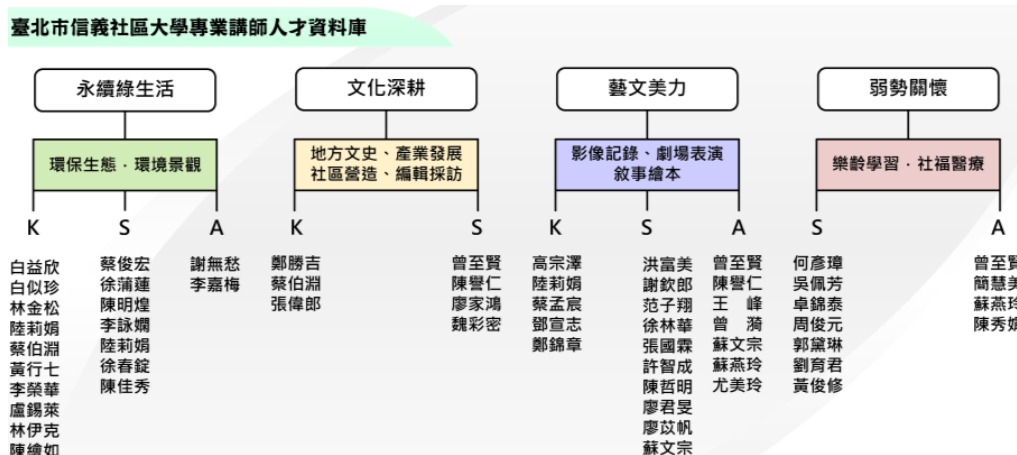 臺北市信義社區大學專業講師人才資料庫
永續綠生活
環保生態．環境景觀
K
白益欣
白似珍
林金松
陸莉娟
蔡伯淵
黃行七
李榮華
盧錫萊
林伊克
陳繪如
S
蔡俊宏
徐蒲蓮
陳明煌
李詠嫻
陸莉娟
徐春錠
陳佳秀
A
謝無愁
李嘉梅
文化深耕
地方文史、產業發展
社區營造、編輯採訪
K
鄭勝吉
蔡伯淵
張偉郎
S
曾至賢
陳譽仁
廖家鴻
魏彩密
藝文美力
影像記錄、劇場表演
敘事繪本
K
高宗澤
陸莉娟
蔡孟宸
鄧宣志
鄭錦章
S
洪富美
謝欽郎
范子翔
徐林華
張國霖
許智成
陳哲明
廖君旻
廖苡帆
蘇文宗
A
曾至賢
陳譽仁
王　峰
曾　漪
蘇文宗
蘇燕玲
尤美玲
弱勢關懷
樂齡學習．社福醫療
S
何彥璋
吳佩芳
卓錦泰
周俊元
郭黛琳
劉育君
黃俊修
A
曾至賢
簡慧美
蘇燕玲
陳秀娟